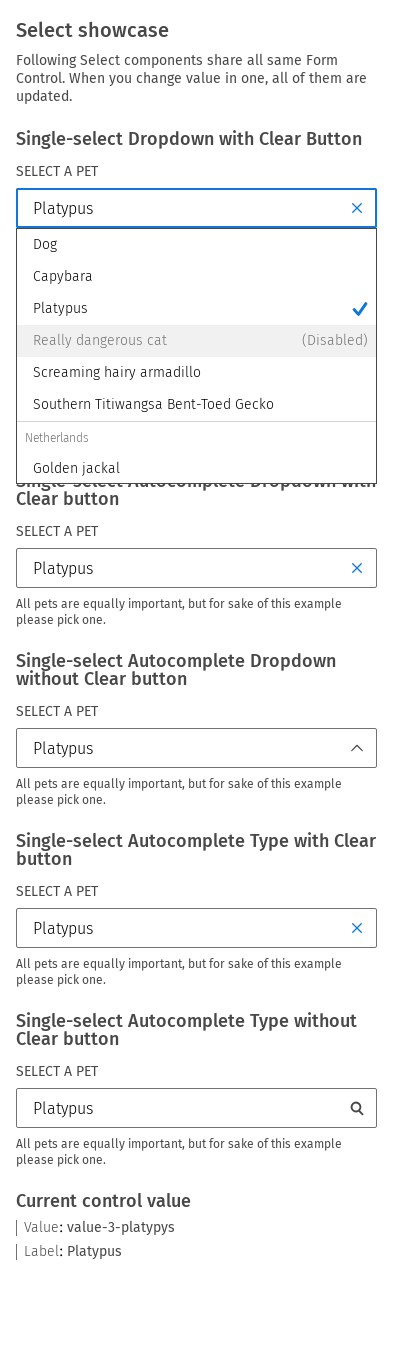 Select showcase
Following Select components share all same Form
Control. When you change value in one, all of them are
updated.
Single-select Dropdown with Clear Button
SELECT A PET
Platypus
Dog
Capybara
Platypus
Really dangerous cat (Disabled)
Screaming hairy armadillo
Southern Titiwangsa Bent-Toed Gecko
Netherlands
Golden jackal
Single-select Autocomplete Dropdown with
Clear button
SELECT A PET
Platypus
All pets are equally important, but for sake of this example
please pick one.
Single-select Autocomplete Dropdown
without Clear button
SELECT A PET
Platypus
All pets are equally important, but for sake of this example
please pick one.
Single-select Autocomplete Type with Clear
button
SELECT A PET
Platypus
All pets are equally important, but for sake of this example
please pick one.
Single-select Autocomplete Type without
Clear button
SELECT A PET
Platypus
All pets are equally important, but for sake of this example
please pick one.
Current control value
Value: value-3-platypys
Label: Platypus